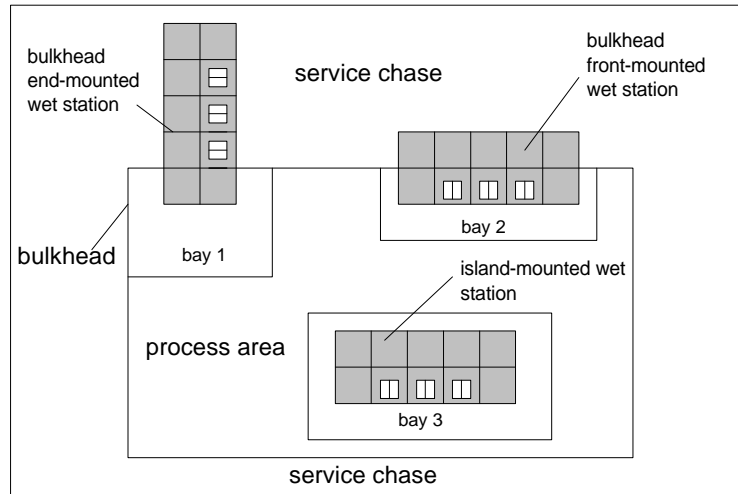 bulkhead
end-mounted
wet station
service chase
bulkhead
front-mounted
wet station
bay 1
bay 2
bulkhead
island-mounted wet
station
process area
bay 3
service chase